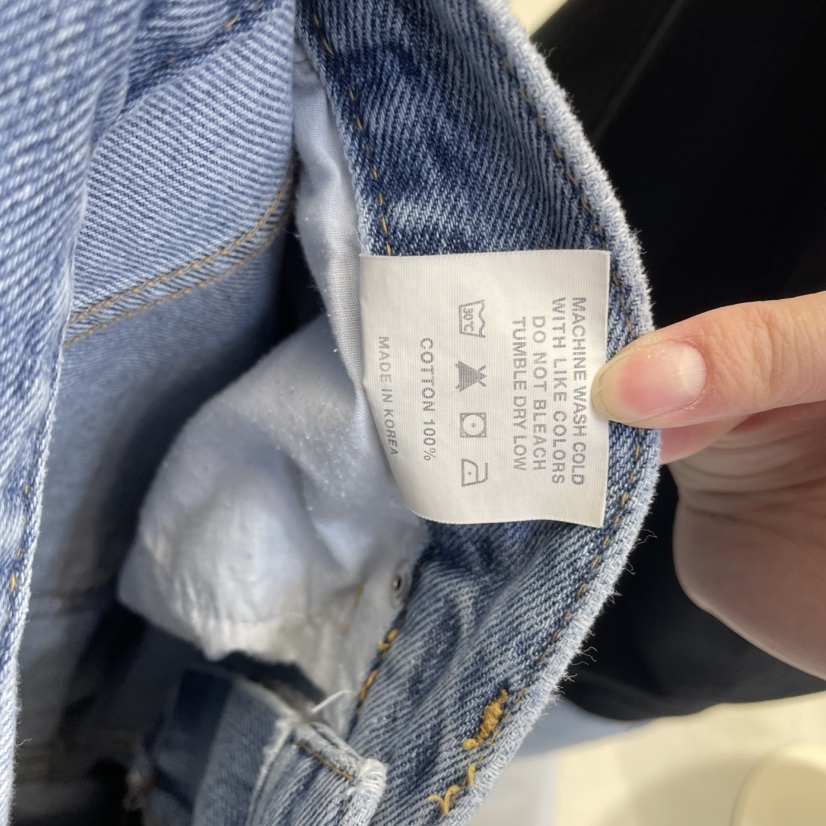 MACHINE WASH COLD
WITH LIKE COLORS
DO NOT BLEACH
TUMBLE DRY LOW
30℃
COTTON 100%
MADE IN KOREA